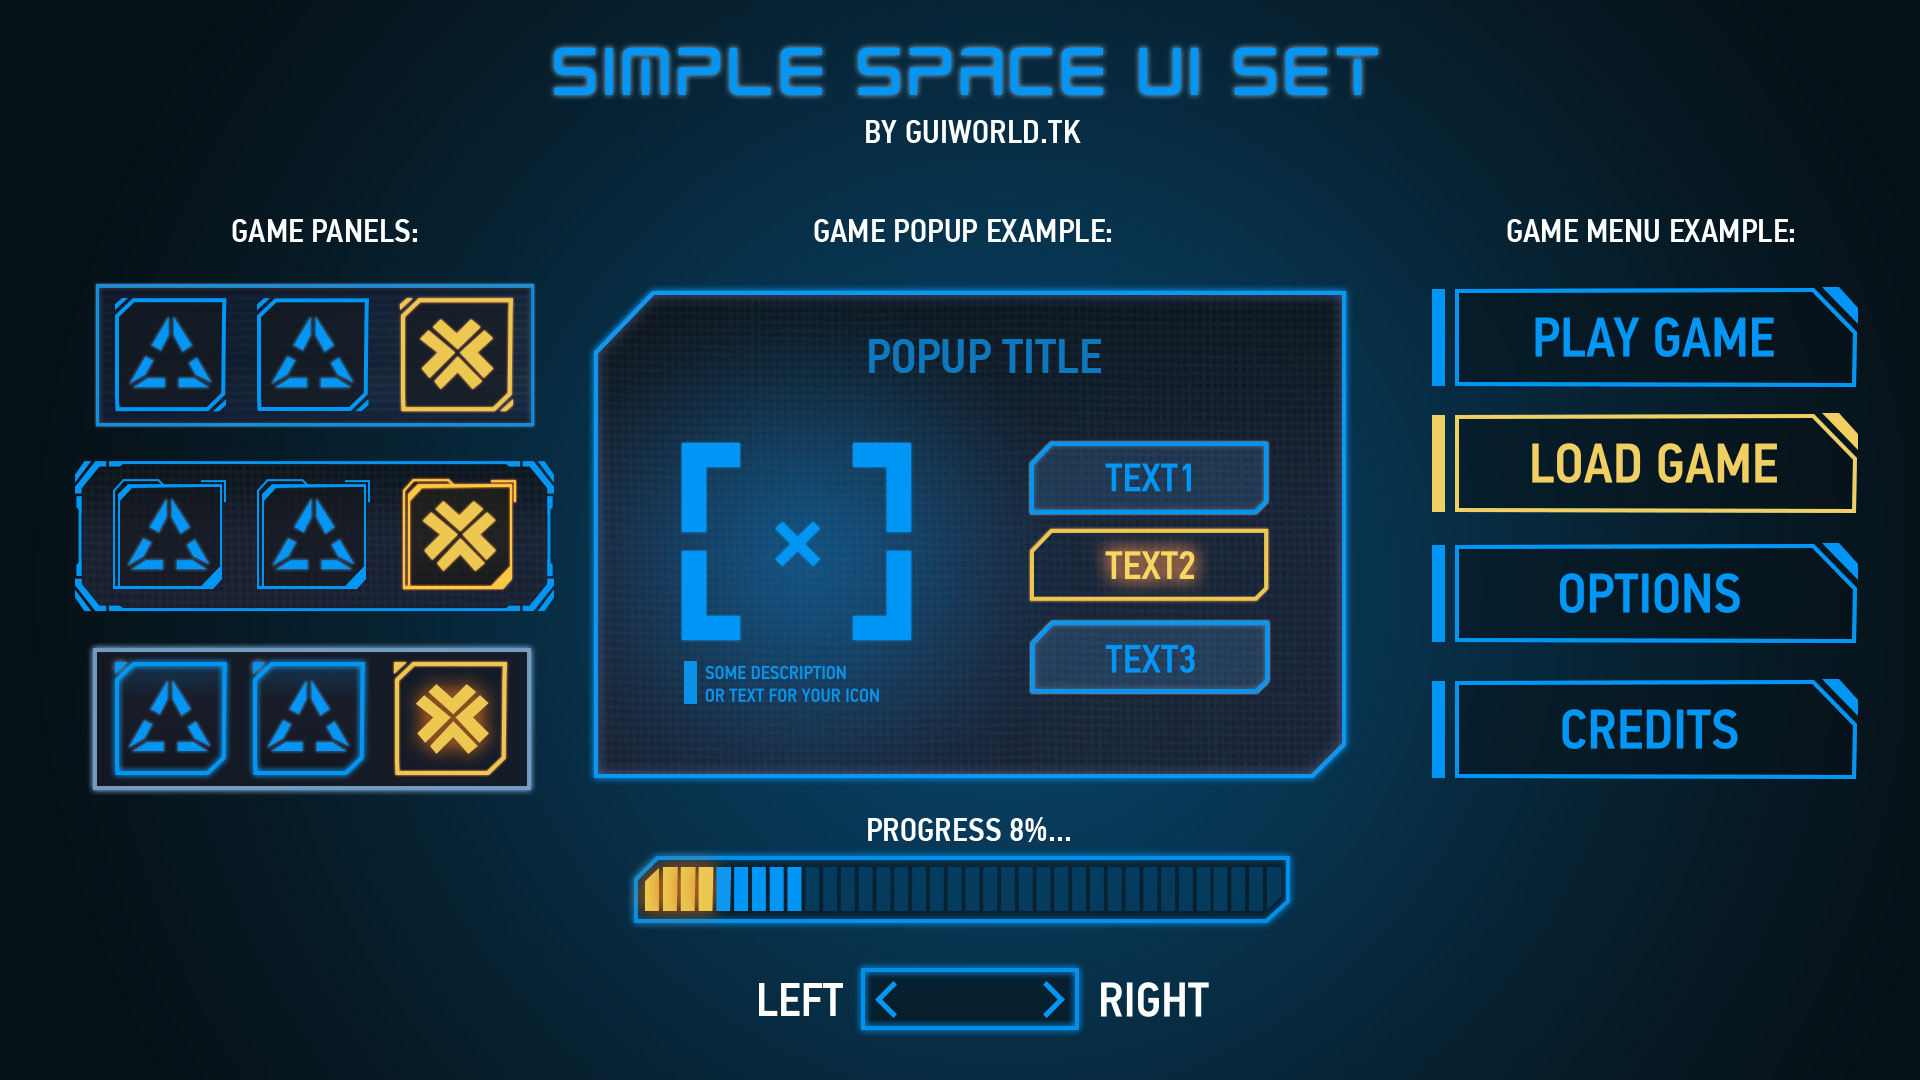 SIMPLE SPACE UI SET
BY GUIWORLD.TK
GAME PANELS:
GAME POPUP EXAMPLE:
POPUP TITLE
SOME DESCRIPTION
OR TEXT FOR YOUR ICON
TEXT1
TEXT2
TEXT3
GAME MENU EXAMPLE:
PLAY GAME
LOAD GAME
OPTIONS
CREDITS
PROGRESS 8%...
LEFT
RIGHT